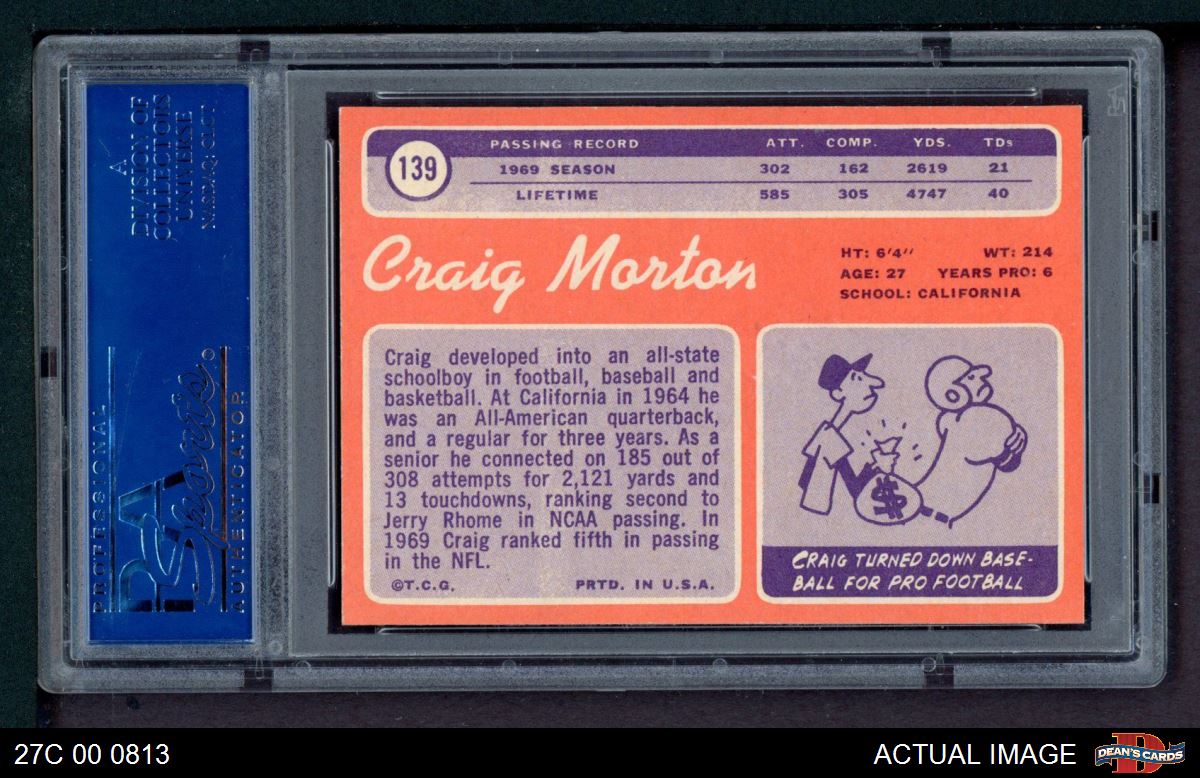 A
DIVISION OF
COLLECTORS
UNIVERSE
NASDAQ: CLCT
PROFESSIONAL
PSA
Sports
AUTHENTICATOR
139
PASSING RECORD ATT. COMP. YDS. TDs
1969 SEASON 302 162 2619 21
LIFETIME 585 305 4747 40
Craig Morton
HT: 6'4" WT: 214
AGE: 27 YEARS PRO: 6
SCHOOL: CALIFORNIA
Craig developed into an all-state
schoolboy in football, baseball and
basketball. At California in 1964 he
was an All-American quarterback,
and a regular for three years. As a
senior he connected on 185 out of
308 attempts for 2,121 yards and
13 touchdowns, ranking second to
Jerry Rhome in NCAA passing. In
1969 Craig ranked fifth in passing
in the NFL.
©T.C.G. PRTD. IN U.S.A.
$
CRAIG TURNED DOWN BASE-
BALL FOR PRO FOOTBALL
27C 00 0813
ACTUAL IMAGE
D
DEAN'S CARDS